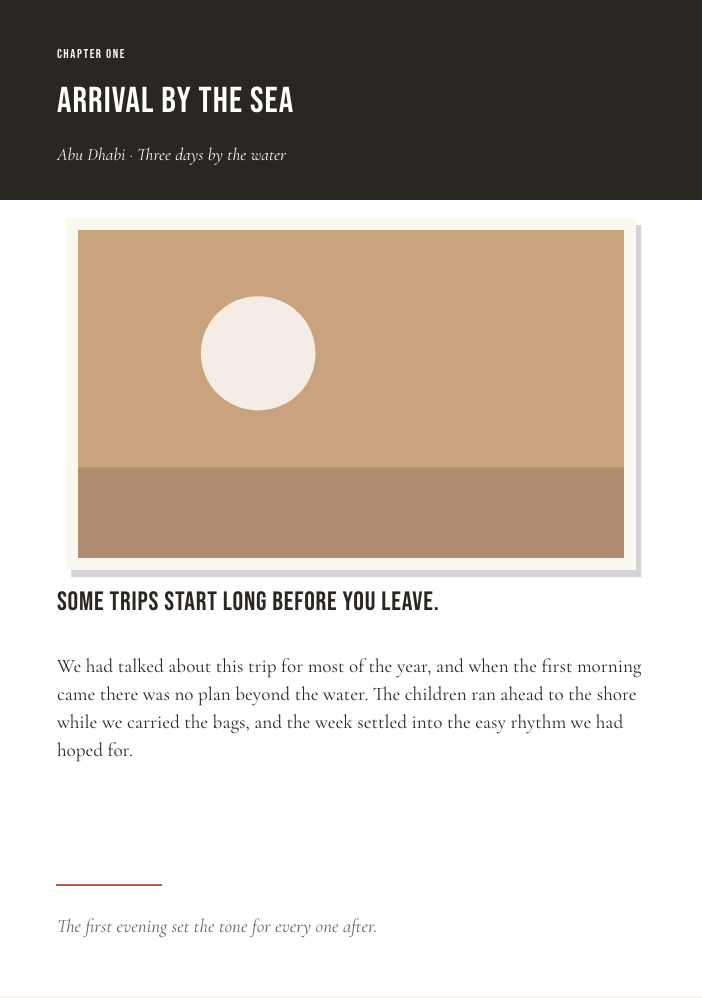 CHAPTER ONE
ARRIVAL BY THE SEA
Abu Dhabi · Three days by the water
SOME TRIPS START LONG BEFORE YOU LEAVE.
We had talked about this trip for most of the year, and when the first morning
came there was no plan beyond the water. The children ran ahead to the shore
while we carried the bags, and the week settled into the easy rhythm we had
hoped for.
The first evening set the tone for every one after.